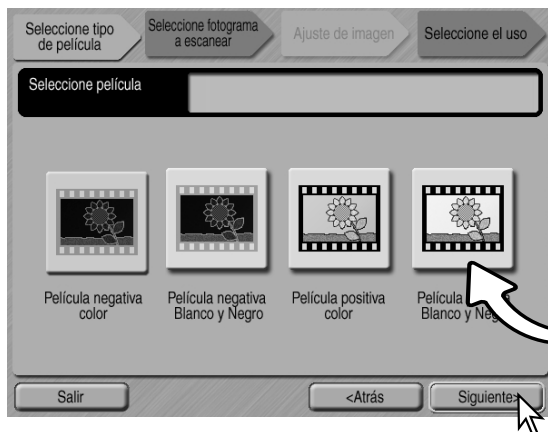 Seleccione tipo
de película
Seleccione fotograma
a escanear
Ajuste de imagen
Seleccione el uso
Seleccione película
Película negativa
color
Película negativa
Blanco y Negro
Película positiva
color
Película
Blanco y Neg
Salir
<Atrás
Siguiente>